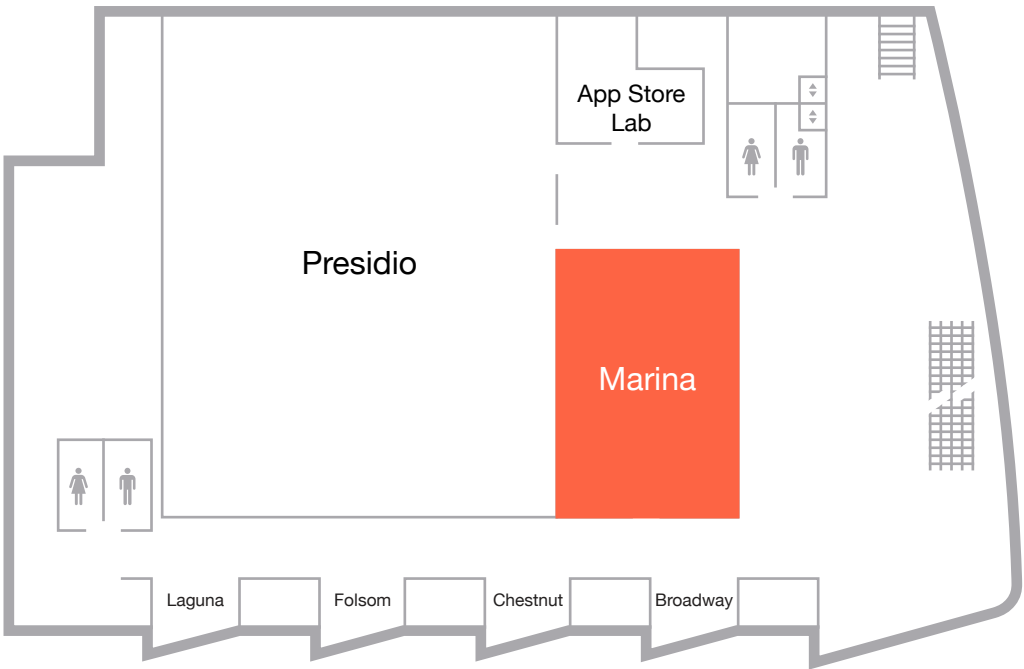 App Store
Lab
Presidio
Marina
Laguna
Folsom
Chestnut
Broadway